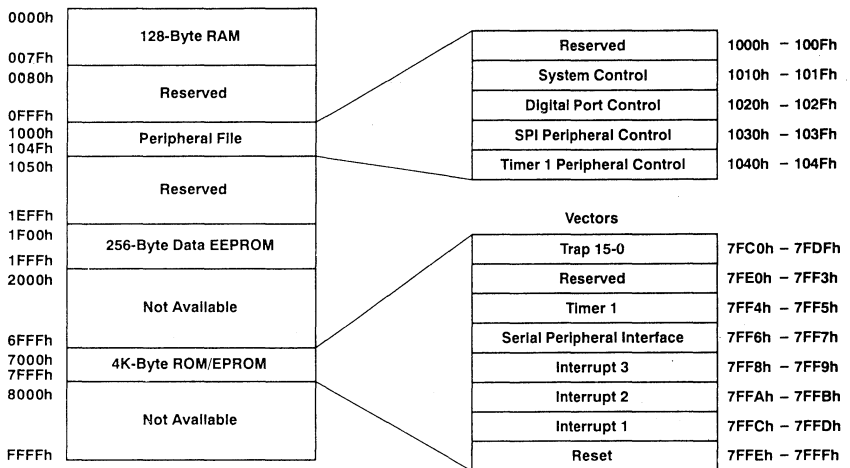 0000h
128-Byte RAM
007Fh
0080h
Reserved
0FFFh
1000h
Peripheral File
104Fh
1050h
Reserved
1EFFh
1F00h
256-Byte Data EEPROM
1FFFh
2000h
Not Available
6FFFh
7000h
4K-Byte ROM/EPROM
7FFFh
8000h
Not Available
FFFFh
Reserved 1000h – 100Fh
System Control 1010h – 101Fh
Digital Port Control 1020h – 102Fh
SPI Peripheral Control 1030h – 103Fh
Timer 1 Peripheral Control 1040h – 104Fh
Vectors
Trap 15-0 7FC0h – 7FDFh
Reserved 7FE0h – 7FF3h
Timer 1 7FF4h – 7FF5h
Serial Peripheral Interface 7FF6h – 7FF7h
Interrupt 3 7FF8h – 7FF9h
Interrupt 2 7FFAh – 7FFBh
Interrupt 1 7FFCh – 7FFDh
Reset 7FFEh – 7FFFh